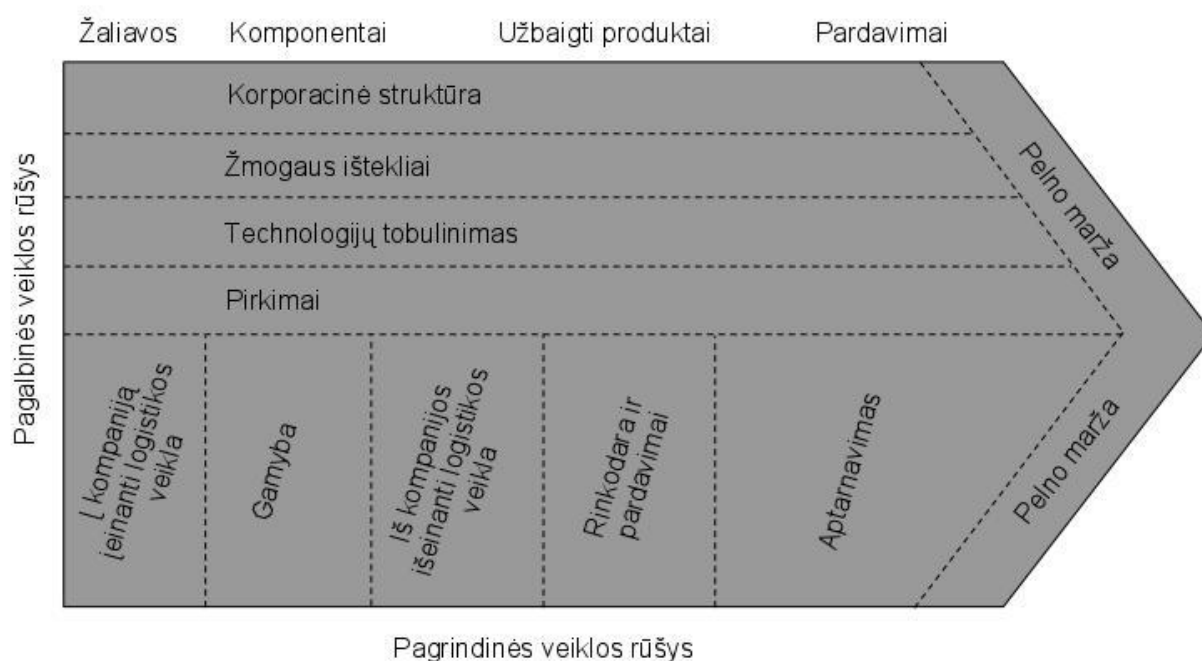 Žaliavos Komponentai Užbaigti produktai Pardavimai
Korporacinė struktūra
Žmogaus ištekliai
Technologijų tobulinimas
Pirkimai
Pelno marža
Pagalbinės veiklos rūšys
Į kompaniją
įeinanti logistikos
veikla
Gamyba
Iš kompanijos
išeinanti logistikos
veikla
Rinkodara ir
pardavimai
Aptarnavimas
Pelno marža
Pagrindinės veiklos rūšys